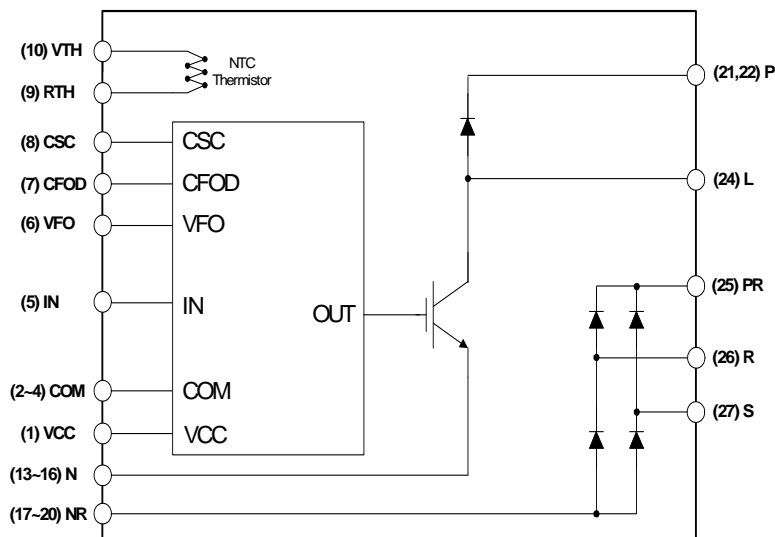 (10) VTH
NTC
Thermistor
(9) RTH
(21,22) P
(8) CSC
CSC
(7) CFOD
CFOD
(24) L
(6) VFO
VFO
(5) IN
IN
OUT
(25) PR
(26) R
(2~4) COM
COM
(27) S
(1) VCC
VCC
(13~16) N
(17~20) NR